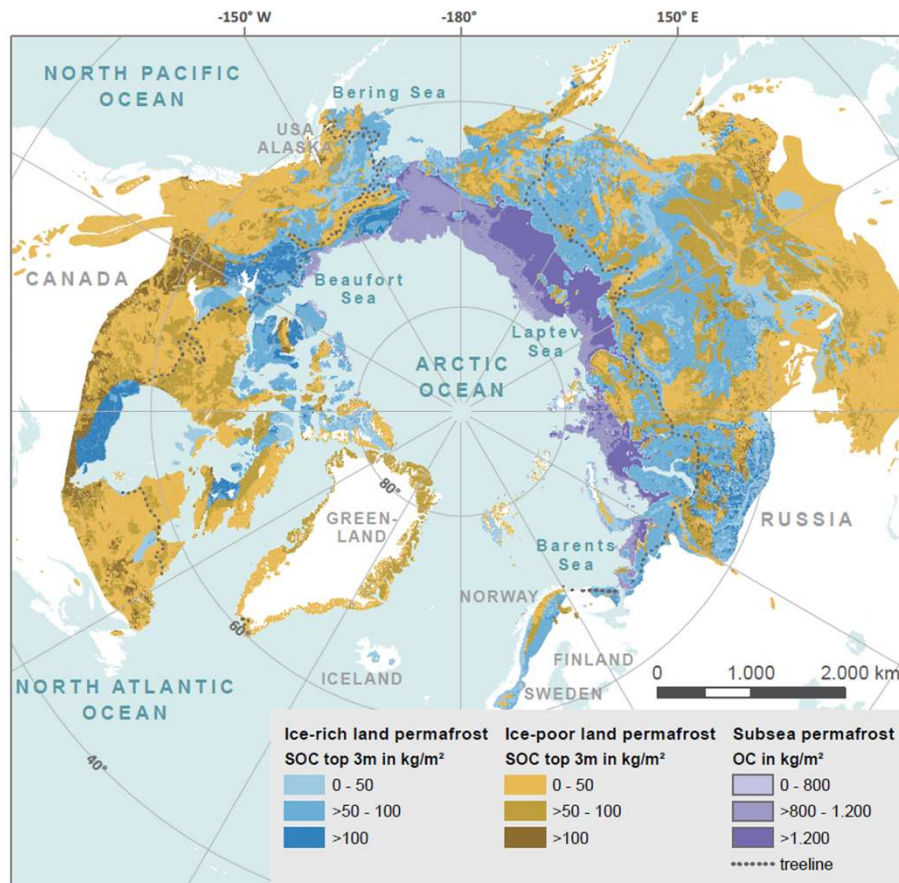 -150° W
-180°
150° E
NORTH PACIFIC
OCEAN
Bering Sea
USA
ALASKA
CANADA
Beaufort
Sea
Laptev
Sea
ARCTIC
OCEAN
80°
GREEN-
LAND
RUSSIA
Barents
Sea
NORWAY
60°
FINLAND
ICELAND
SWEDEN
0 1.000 2.000 km
NORTH ATLANTIC
OCEAN
40°
Ice-rich land permafrost
SOC top 3m in kg/m²
0 - 50
>50 - 100
>100
Ice-poor land permafrost
SOC top 3m in kg/m²
0 - 50
>50 - 100
>100
Subsea permafrost
OC in kg/m²
0 - 800
>800 - 1.200
>1.200
treeline